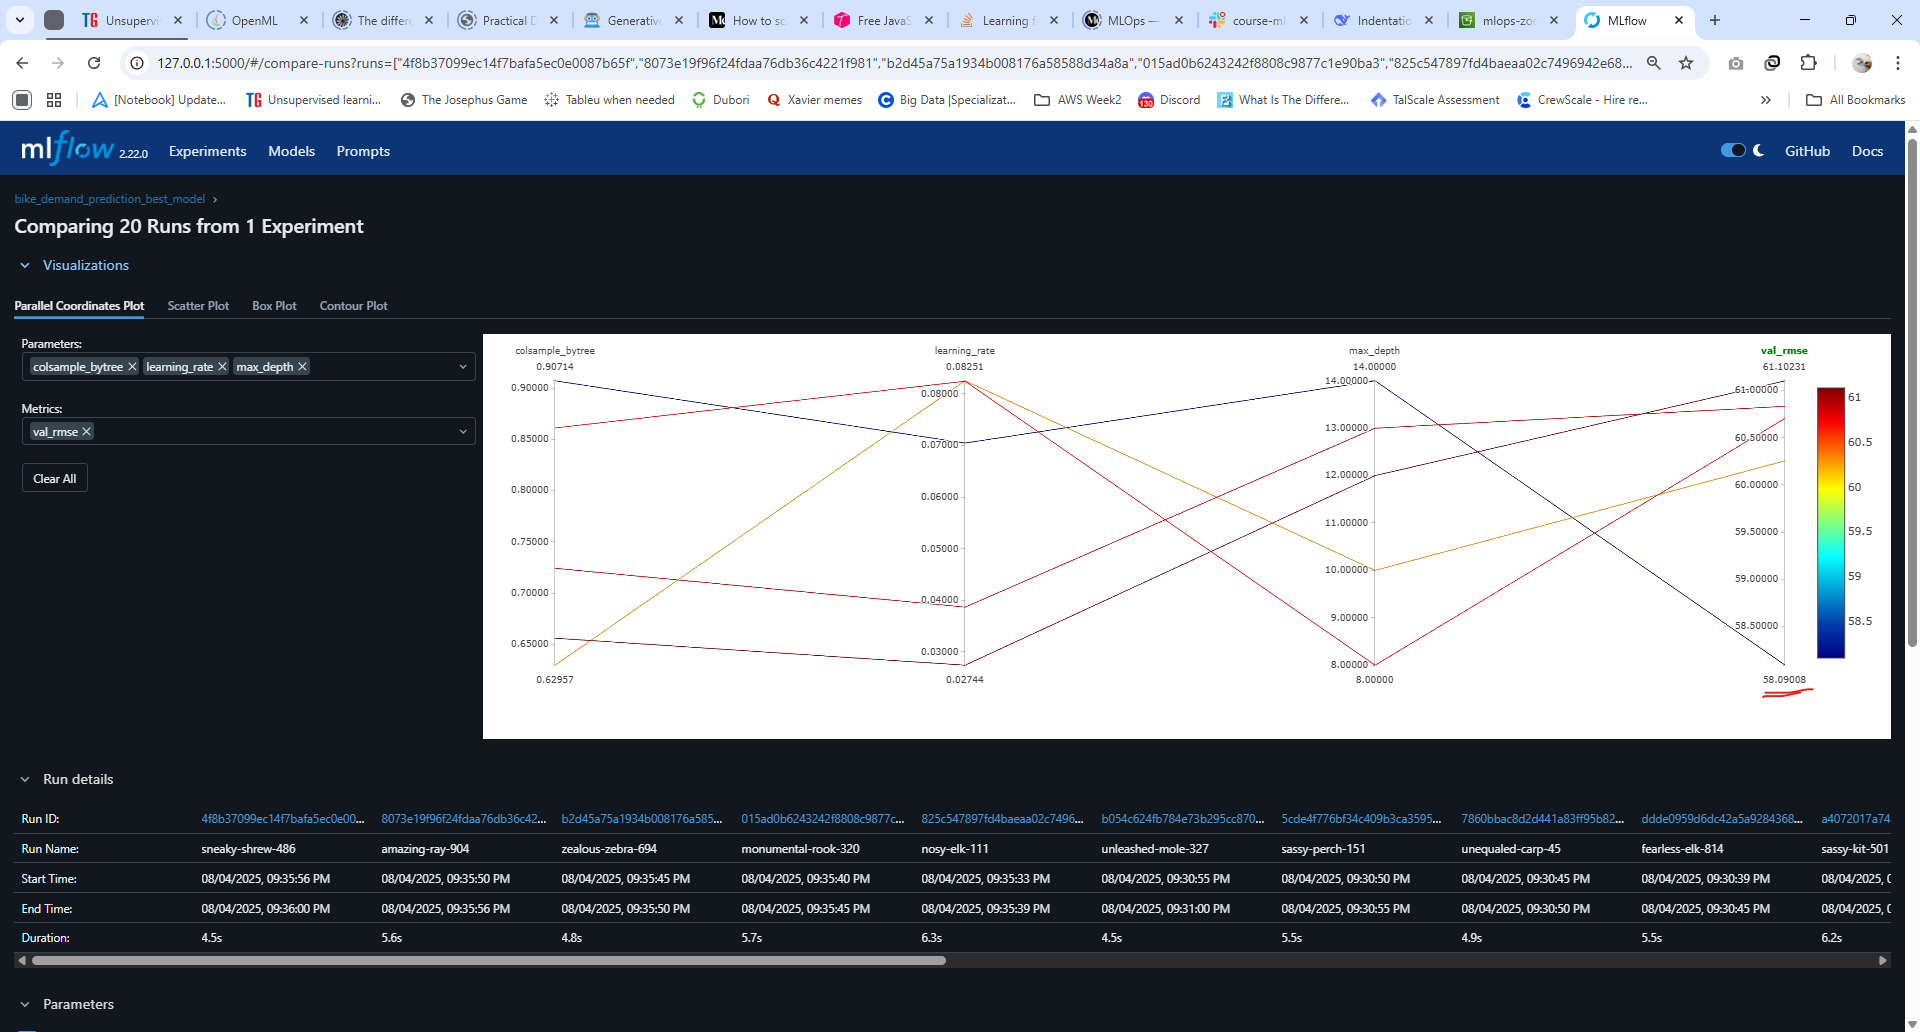 Unsupervis
OpenML
The differe
Practical D
Generative
How to sc
Free JavaS
Learning f
MLOps —
course-ml
Indentatio
mlops-zoo
MLflow
127.0.0.1:5000/#/compare-runs?runs=["4f8b37099ec14f7bafa5ec0e0087b65f","8073e19f96f24fdaa76db36c4221f981","b2d45a75a1934b008176a58588d34a8a","015ad0b6243242f8808c9877c1e90ba3","825c547897fd4baeaa02c7496942e68...
[Notebook] Update...
Unsupervised learni...
The Josephus Game
Tableu when needed
Dubori
Xavier memes
Big Data |Specializat...
AWS Week2
130
Discord
What Is The Differe...
TalScale Assessment
CrewScale - Hire re...
All Bookmarks
mlflow 2.22.0
Experiments
Models
Prompts
GitHub
Docs
bike_demand_prediction_best_model
Comparing 20 Runs from 1 Experiment
Visualizations
Parallel Coordinates Plot
Scatter Plot
Box Plot
Contour Plot
Parameters:
colsample_bytree
learning_rate
max_depth
Metrics:
val_rmse
Clear All
colsample_bytree
0.90714
0.90000
0.85000
0.80000
0.75000
0.70000
0.65000
0.62957
learning_rate
0.08251
0.08000
0.07000
0.06000
0.05000
0.04000
0.03000
0.02744
max_depth
14.00000
14.00000
13.00000
12.00000
11.00000
10.00000
9.00000
8.00000
8.00000
val_rmse
61.10231
61.00000
60.50000
60.00000
59.50000
59.00000
58.50000
58.09008
61
60.5
60
59.5
59
58.5
Run details
Run ID: 4f8b37099ec14f7bafa5ec0e00... 8073e19f96f24fdaa76db36c42... b2d45a75a1934b008176a585... 015ad0b6243242f8808c9877c... 825c547897fd4baeaa02c7496... b054c624fb784e73b295cc870... 5cde4f776bf34c409b3ca3595... 7860bbac8d2d441a83ff95b82... ddde0959d6dc42a5a9284368... a4072017a74
Run Name: sneaky-shrew-486 amazing-ray-904 zealous-zebra-694 monumental-rook-320 nosy-elk-111 unleashed-mole-327 sassy-perch-151 unequaled-carp-45 fearless-elk-814 sassy-kit-501
Start Time: 08/04/2025, 09:35:56 PM 08/04/2025, 09:35:50 PM 08/04/2025, 09:35:45 PM 08/04/2025, 09:35:40 PM 08/04/2025, 09:35:33 PM 08/04/2025, 09:30:55 PM 08/04/2025, 09:30:50 PM 08/04/2025, 09:30:45 PM 08/04/2025, 09:30:39 PM 08/04/2025, 0
End Time: 08/04/2025, 09:36:00 PM 08/04/2025, 09:35:56 PM 08/04/2025, 09:35:50 PM 08/04/2025, 09:35:45 PM 08/04/2025, 09:35:39 PM 08/04/2025, 09:31:00 PM 08/04/2025, 09:30:55 PM 08/04/2025, 09:30:50 PM 08/04/2025, 09:30:45 PM 08/04/2025, 0
Duration: 4.5s 5.6s 4.8s 5.7s 6.3s 4.5s 5.5s 4.9s 5.5s 6.2s
Parameters